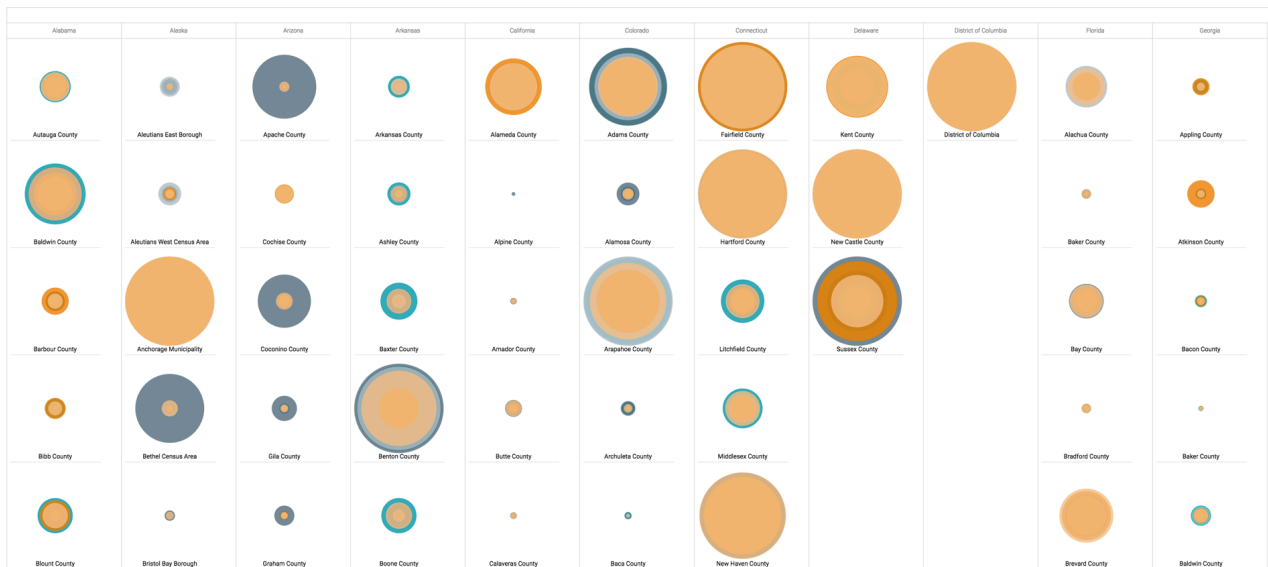 Alabama Alaska Arizona Arkansas California Colorado Connecticut Delaware District of Columbia Florida Georgia
Autauga County Aleutians East Borough Apache County Arkansas County Alameda County Adams County Fairfield County Kent County District of Columbia Alachua County Appling County
Baldwin County Aleutians West Census Area Cochise County Ashley County Alpine County Alamosa County Hartford County New Castle County Baker County Atkinson County
Barbour County Anchorage Municipality Coconino County Baxter County Amador County Arapahoe County Litchfield County Sussex County Bay County Bacon County
Bibb County Bethel Census Area Gila County Benton County Butte County Archuleta County Middlesex County Bradford County Baker County
Blount County Bristol Bay Borough Graham County Boone County Calaveras County Baca County New Haven County Brevard County Baldwin County